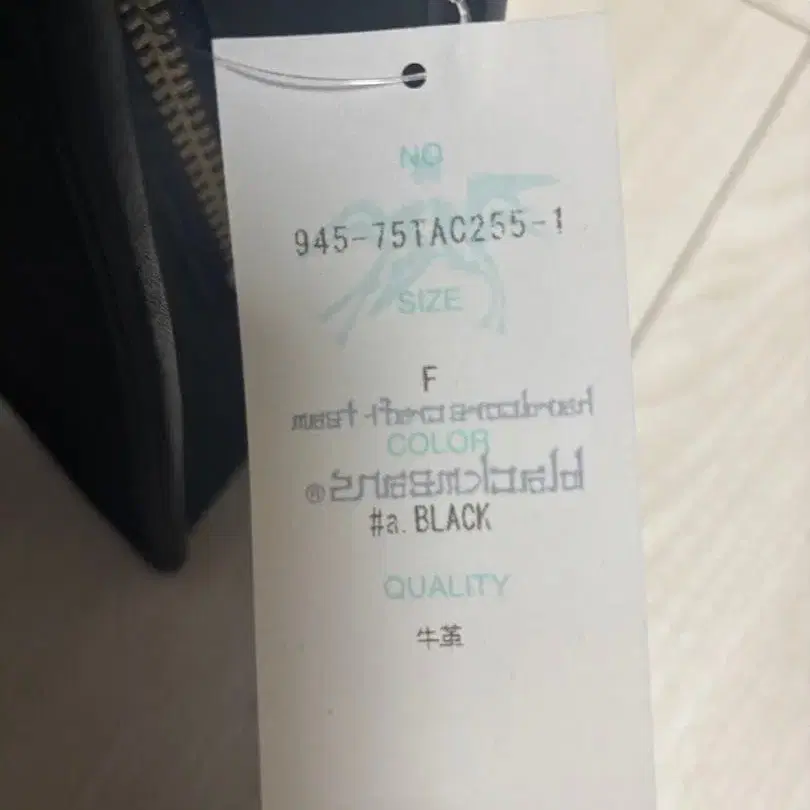 NO
945-75TAC255-1
SIZE
F
COLOR
#a. BLACK
QUALITY
牛革